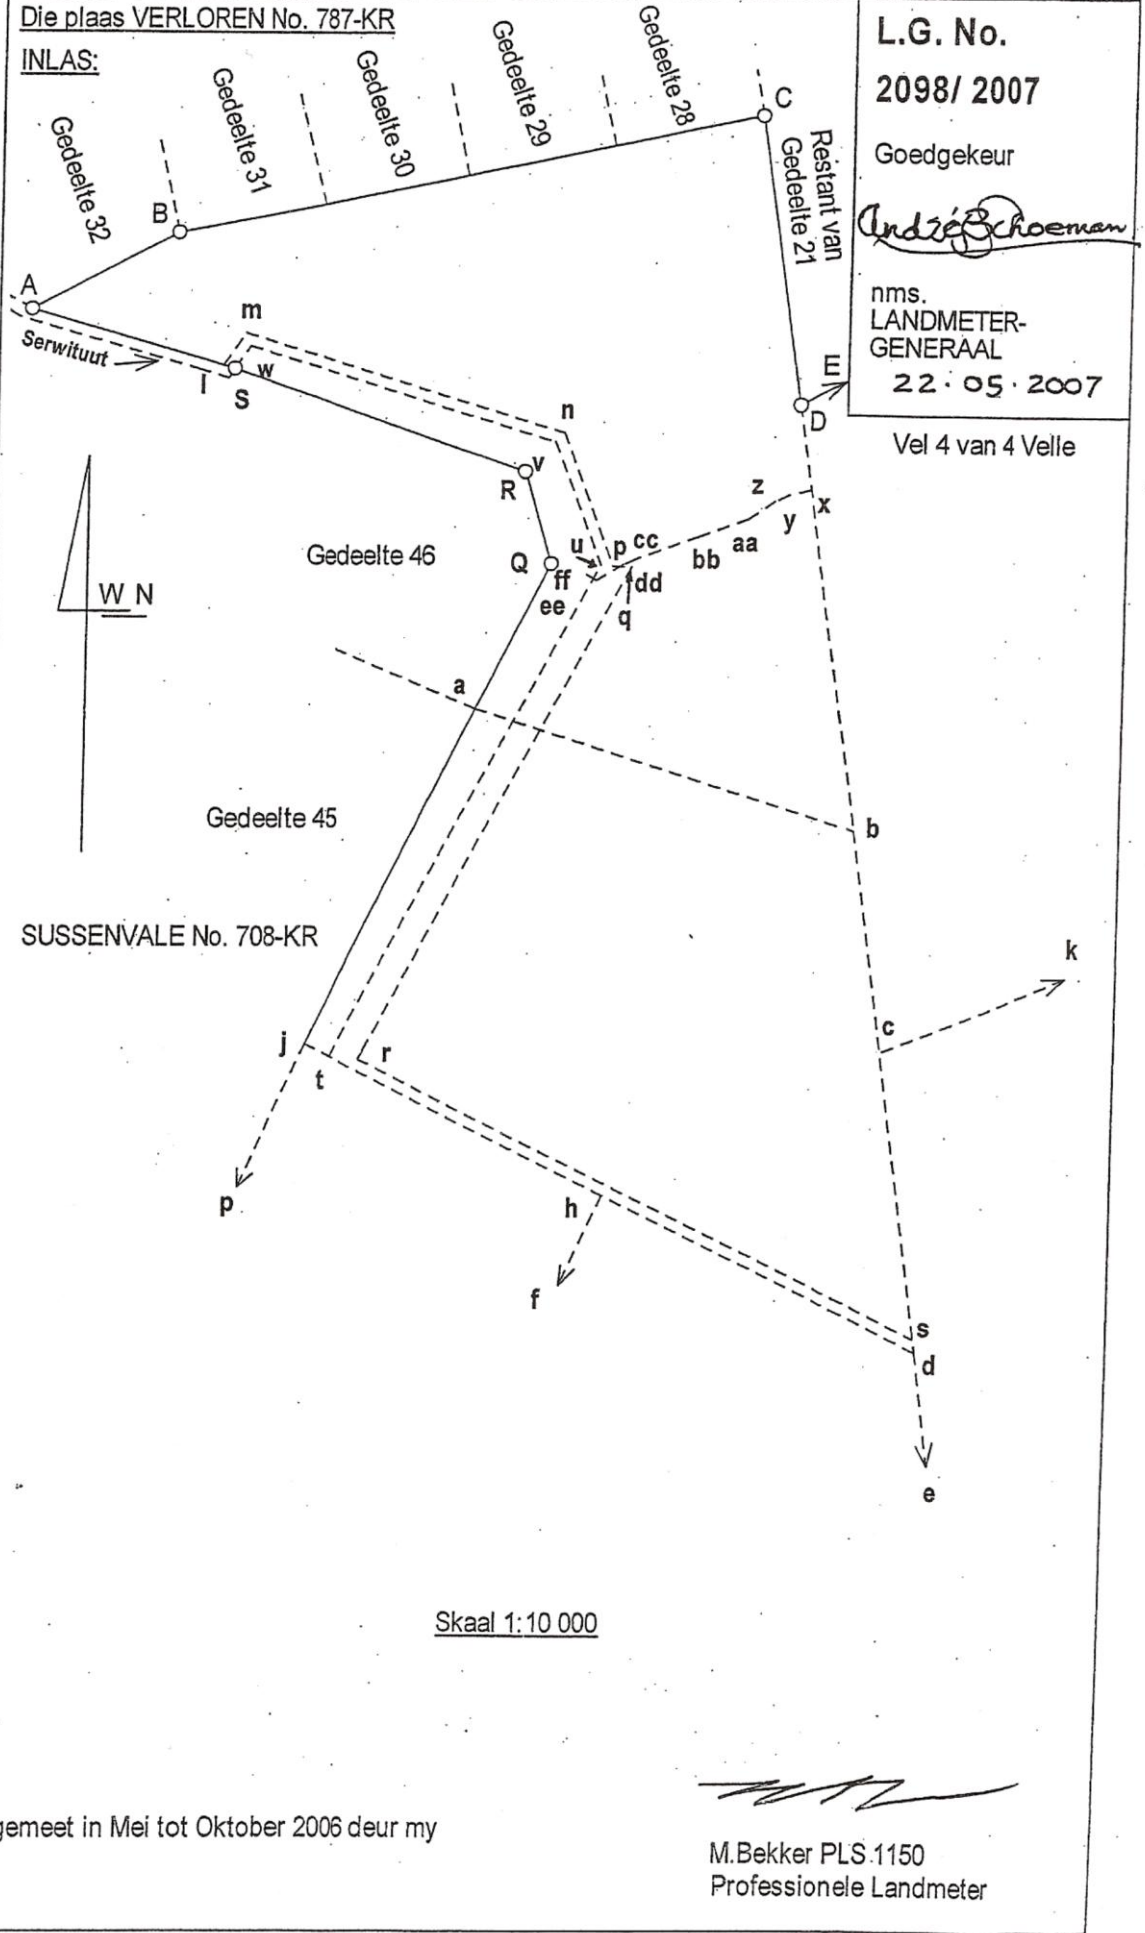 Die plaas VERLOREN No. 787-KR
INLAS:
Gedeelte 32
Gedeelte 31
Gedeelte 30
Gedeelte 29
Gedeelte 28
Restant van
Gedeelte 21
L.G. No.
2098/ 2007
Goedgekeur
André Schoeman
nms.
LANDMETER-
GENERAAL
22·05·2007
Vel 4 van 4 Velle
A
B
C
D
E
Serwituut
l
S
m
w
n
R
v
Q
u
p
cc
z
x
y
aa
bb
dd
q
ff
ee
Gedeelte 46
W N
a
b
Gedeelte 45
SUSSENVALE No. 708-KR
k
c
j
t
r
p
h
f
s
d
e
Skaal 1:10 000
gemeet in Mei tot Oktober 2006 deur my
M.Bekker PLS 1150
Professionele Landmeter